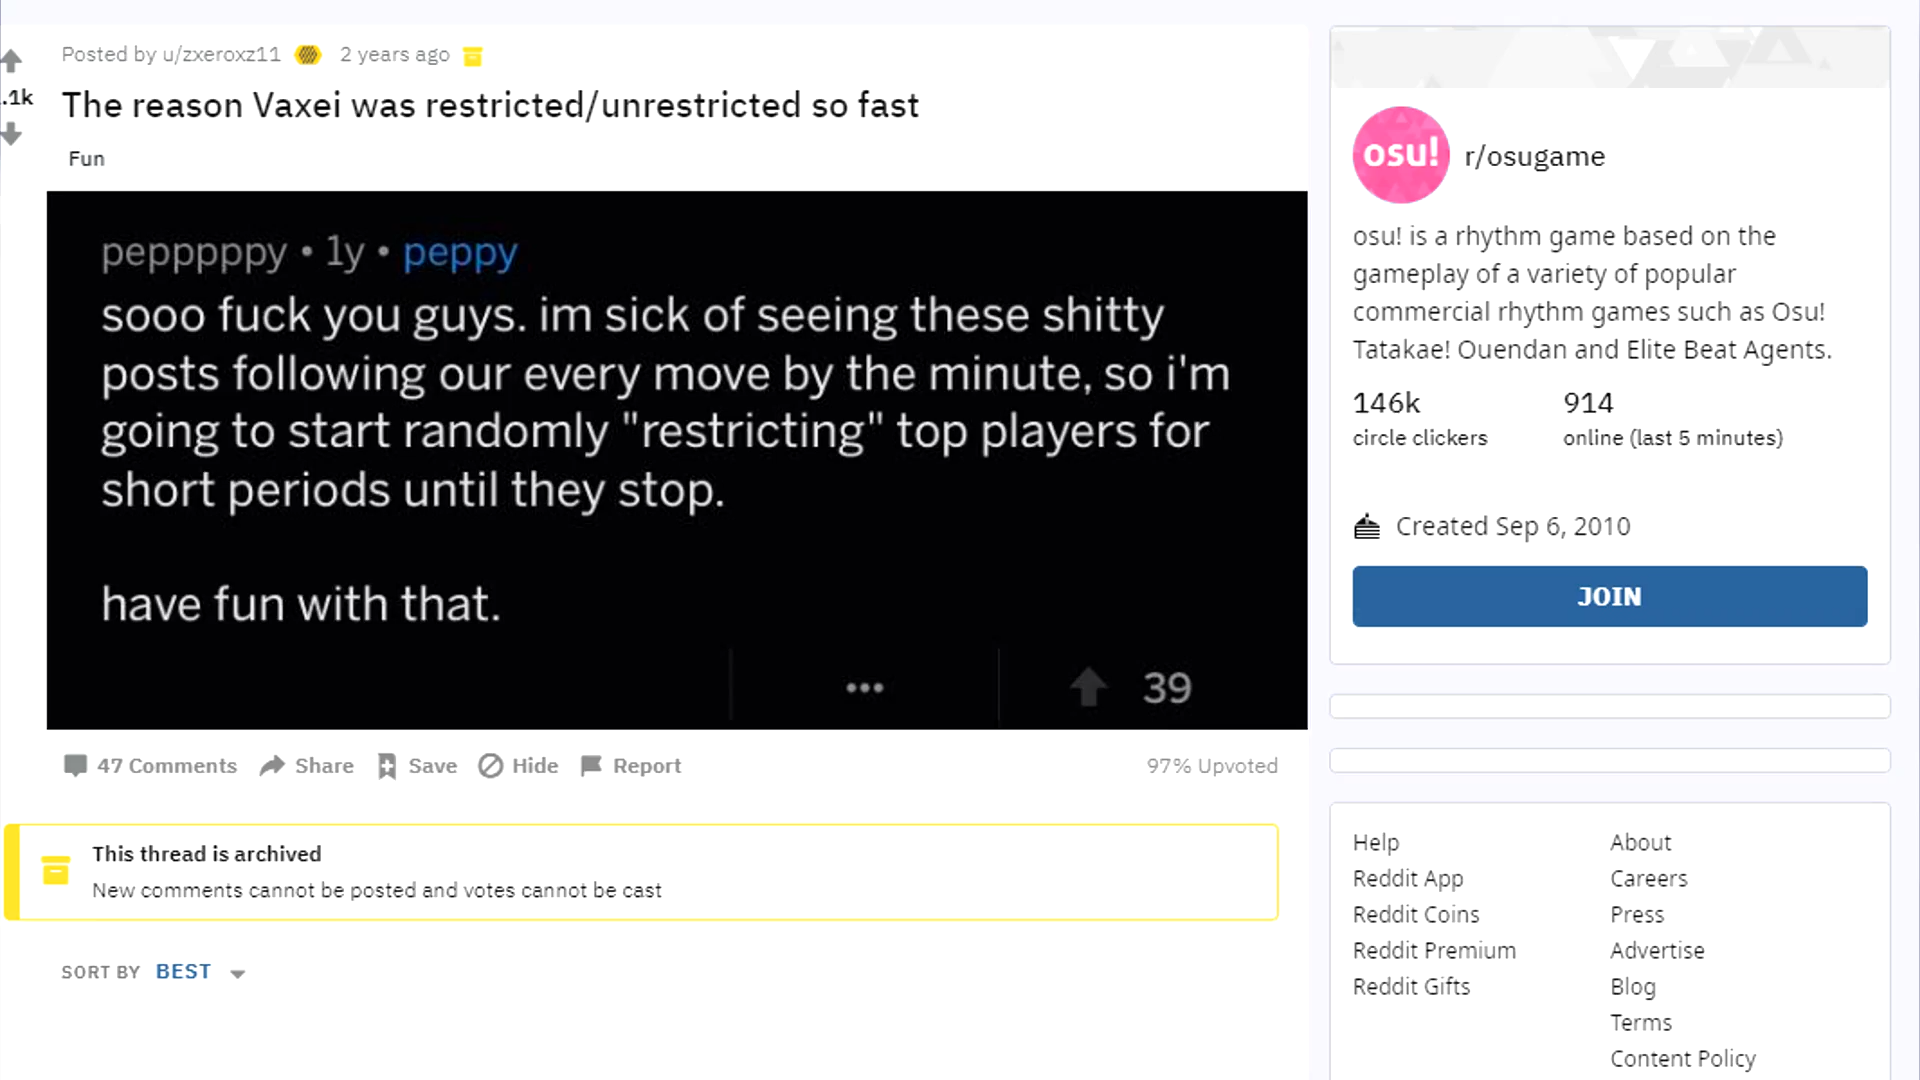 Posted by u/zxeroxz11 2 years ago
.1k
The reason Vaxei was restricted/unrestricted so fast
Fun
pepppppy • 1y • peppy
sooo fuck you guys. im sick of seeing these shitty
posts following our every move by the minute, so i'm
going to start randomly "restricting" top players for
short periods until they stop.
have fun with that.
39
47 Comments Share Save Hide Report 97% Upvoted
This thread is archived
New comments cannot be posted and votes cannot be cast
SORT BY BEST
osu! r/osugame
osu! is a rhythm game based on the
gameplay of a variety of popular
commercial rhythm games such as Osu!
Tatakae! Ouendan and Elite Beat Agents.
146k 914
circle clickers online (last 5 minutes)
Created Sep 6, 2010
JOIN
Help About
Reddit App Careers
Reddit Coins Press
Reddit Premium Advertise
Reddit Gifts Blog
Terms
Content Policy